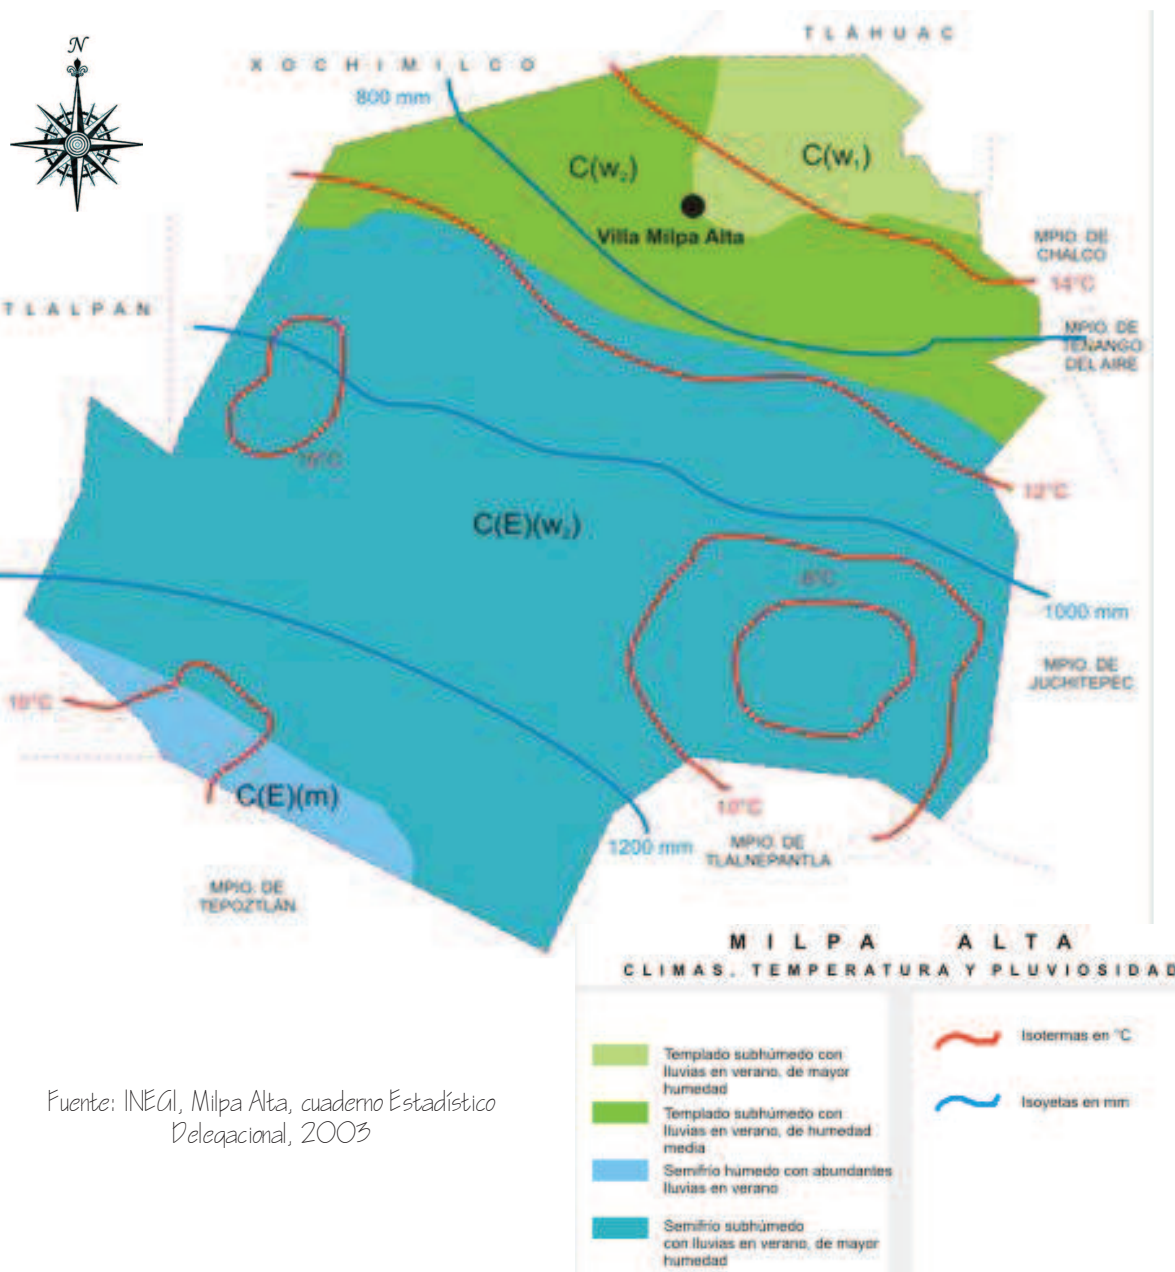 N
TLÁHUAC
XOCHIMILCO
800 mm
C(w₂)
C(w₁)
Villa Milpa Alta
MPIO. DE
CHALCO
14°C
TLALPAN
MPIO. DE
TENANGO
DEL AIRE
12°C
C(E)(w₂)
8°C
1000 mm
MPIO. DE
JUCHITEPEC
10°C
C(E)(m)
10°C
1200 mm
MPIO. DE
TLALNEPANTLA
MPIO. DE
TEPOZTLÁN
MILPA ALTA
CLIMAS, TEMPERATURA Y PLUVIOSIDAD
Templado subhúmedo con
lluvias en verano, de mayor
humedad
Templado subhúmedo con
lluvias en verano, de humedad
media
Semifrío húmedo con abundantes
lluvias en verano
Semifrío subhúmedo
con lluvias en verano, de mayor
humedad
Isotermas en °C
Isoyetas en mm
Fuente: INEGI, Milpa Alta, cuaderno Estadístico
Delegacional, 2003